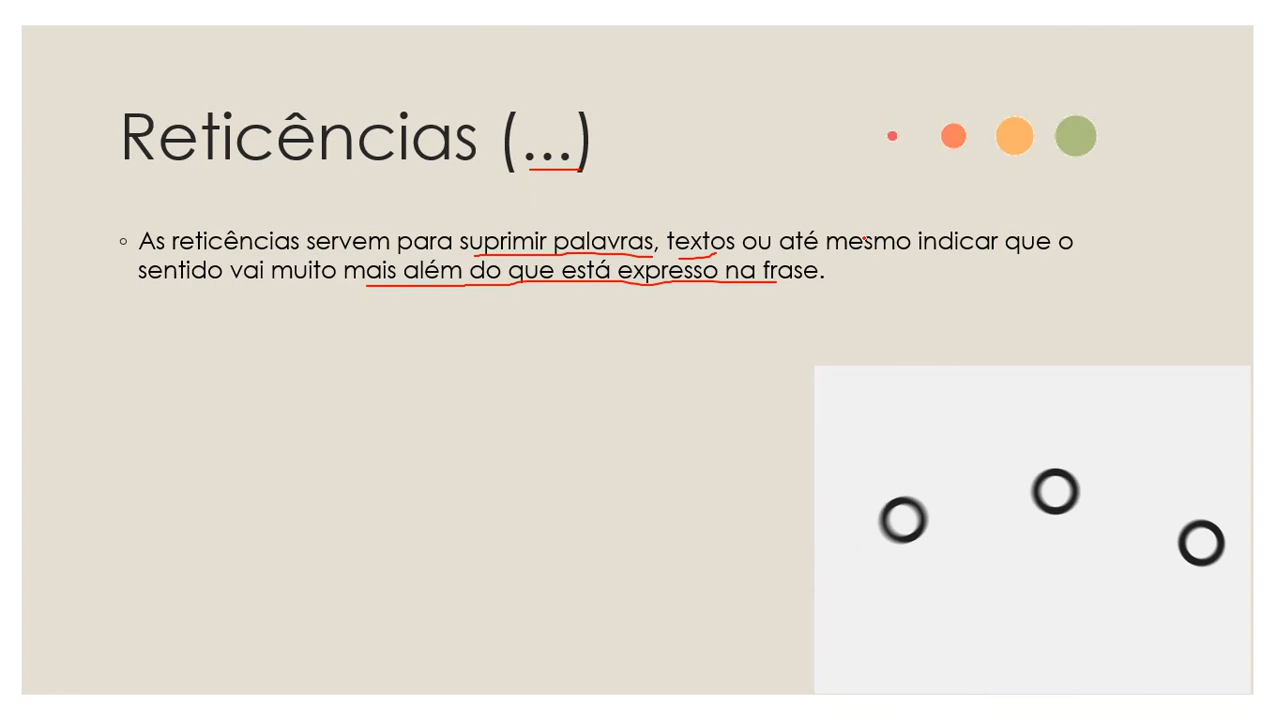 Reticências (...)
◦ As reticências servem para suprimir palavras, textos ou até mesmo indicar que o
sentido vai muito mais além do que está expresso na frase.